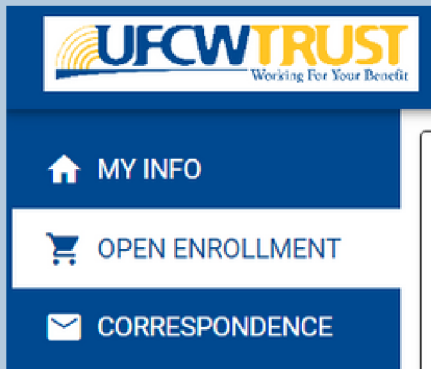 UFCWTRUST
Working For Your Benefit
MY INFO
OPEN ENROLLMENT
CORRESPONDENCE